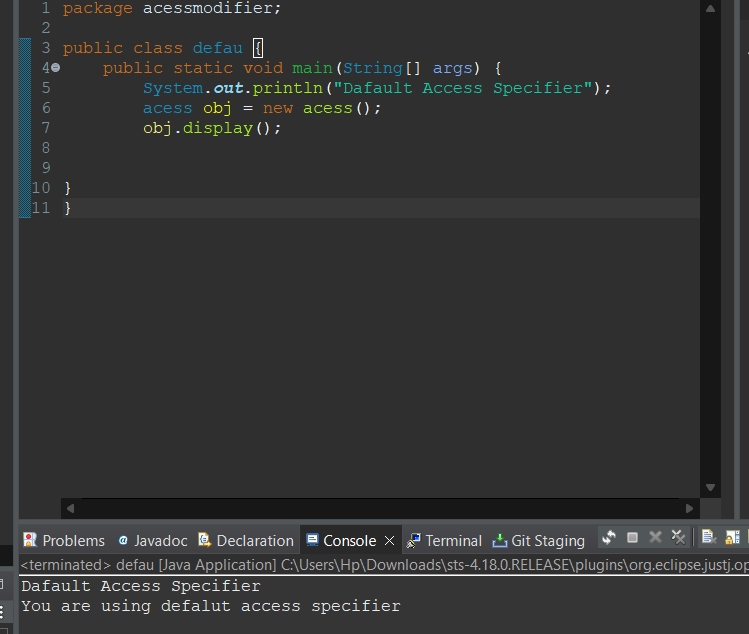 1 package acessmodifier;
2
3 public class defau {
4 public static void main(String[] args) {
5 System.out.println("Dafault Access Specifier");
6 acess obj = new acess();
7 obj.display();
8
9
10 }
11 }
Problems @ Javadoc Declaration Console Terminal Git Staging
<terminated> defau [Java Application] C:\Users\Hp\Downloads\sts-4.18.0.RELEASE\plugins\org.eclipse.justj.op
Dafault Access Specifier
You are using defalut access specifier